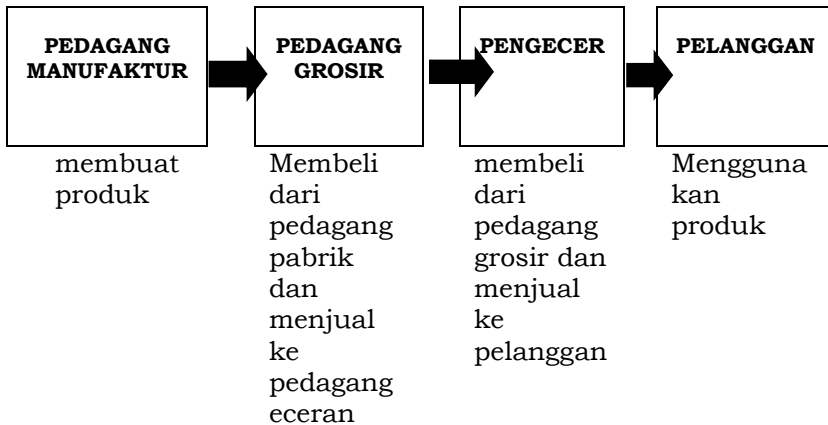 PEDAGANG
MANUFAKTUR
PEDAGANG
GROSIR
PENGECER
PELANGGAN
membuat
produk
Membeli
dari
pedagang
pabrik
dan
menjual
ke
pedagang
eceran
membeli
dari
pedagang
grosir dan
menjual
ke
pelanggan
Mengguna
kan
produk